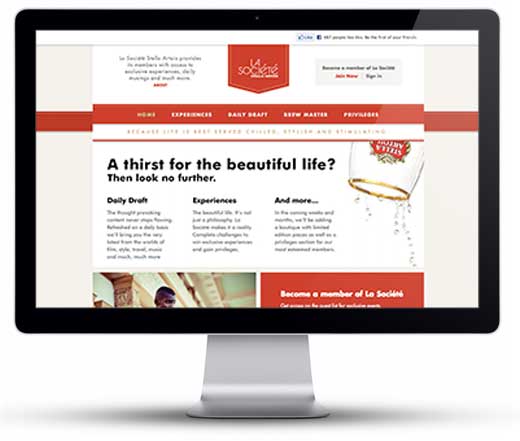 Like 487 people like this. Be the first of your friends.
La Société Stella Artois provides
its members with access to
exclusive experiences, daily
musings and much more.
ABOUT
LA
SOCIÉTÉ
STELLA ARTOIS
Become a member of La Société
Join Now | Sign in
HOME EXPERIENCES DAILY DRAFT BREW MASTER PRIVILEGES
BECAUSE LIFE IS BEST SERVED CHILLED, STYLISH AND STIMULATING
STELLA
ARTOIS
A thirst for the beautiful life?
Then look no further.
Daily Draft
The thought provoking
content never stops flowing.
Refreshed on a daily basis
we'll bring you the very
latest from the worlds of
film, style, travel, music
and much, much more
Experiences
The beautiful life. It's not
just a philosophy. La
Société makes it a reality.
Complete challenges to
win exclusive experiences
and gain privileges.
And more...
In the coming weeks and
months, we'll be adding
a boutique with limited
edition pieces as well as a
privileges section for our
most esteemed members.
Become a member of La Société
Get access on the guest list for exclusive events.